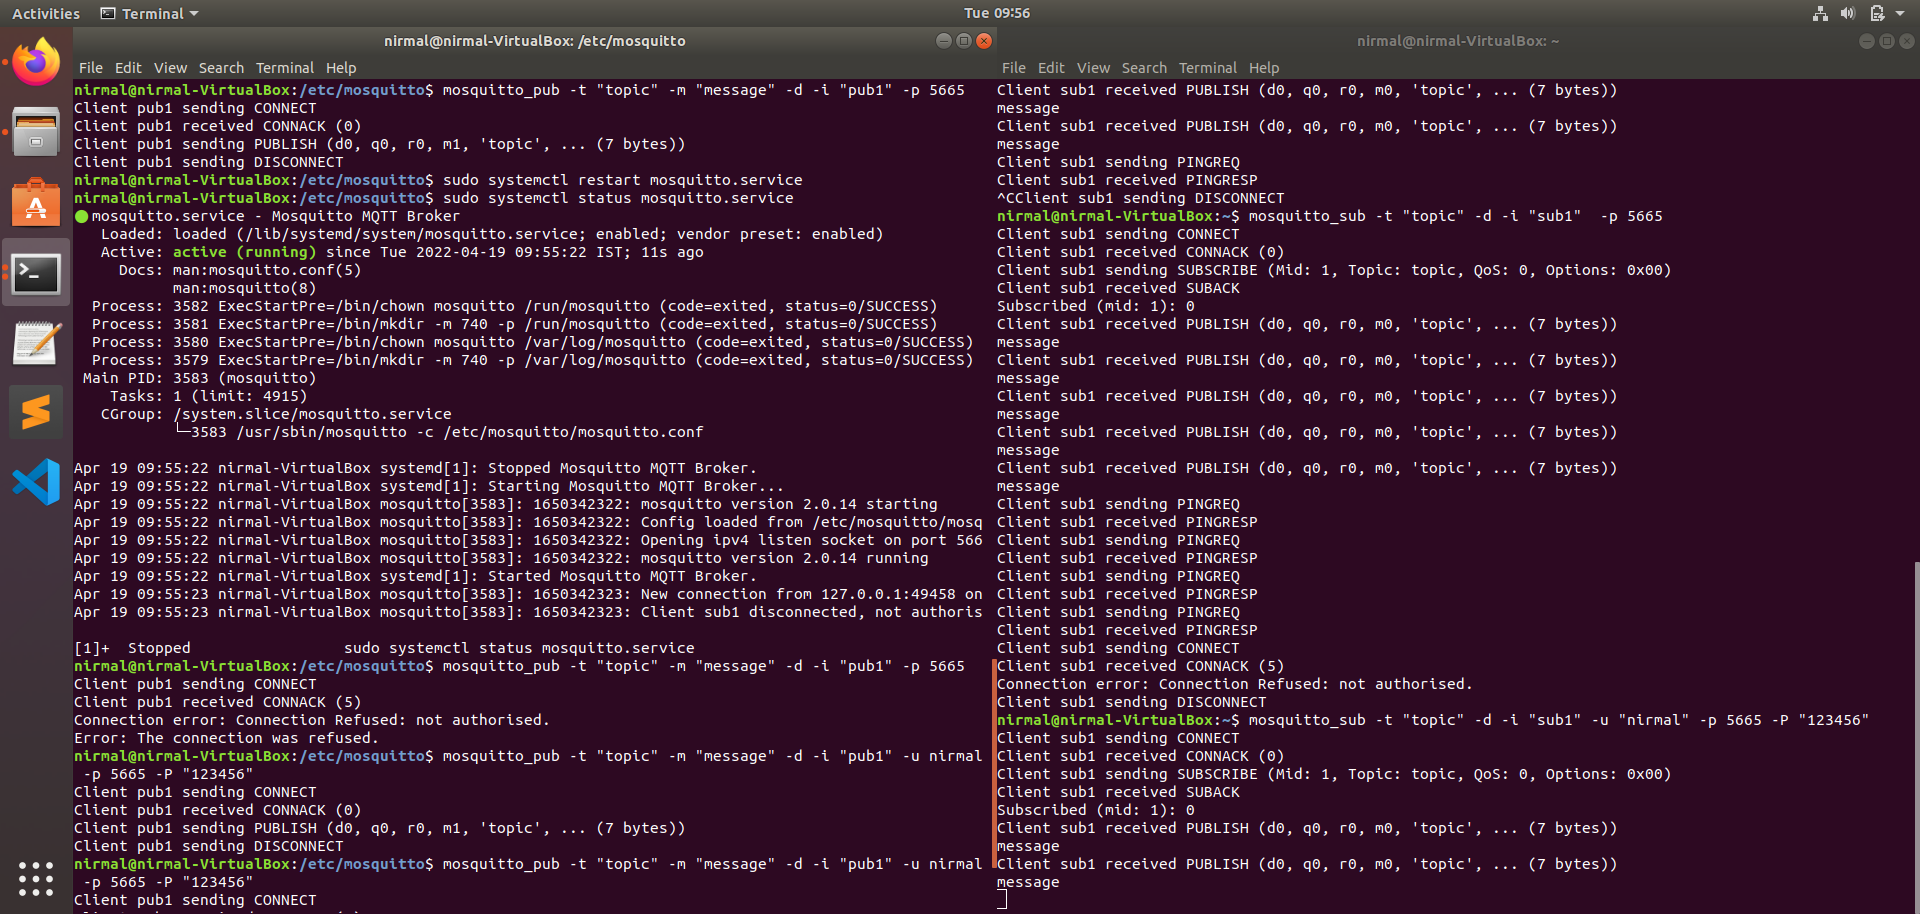 Activities Terminal Tue 09:56
nirmal@nirmal-VirtualBox: /etc/mosquitto
File Edit View Search Terminal Help
nirmal@nirmal-VirtualBox:/etc/mosquitto$ mosquitto_pub -t "topic" -m "message" -d -i "pub1" -p 5665
Client pub1 sending CONNECT
Client pub1 received CONNACK (0)
Client pub1 sending PUBLISH (d0, q0, r0, m1, 'topic', ... (7 bytes))
Client pub1 sending DISCONNECT
nirmal@nirmal-VirtualBox:/etc/mosquitto$ sudo systemctl restart mosquitto.service
nirmal@nirmal-VirtualBox:/etc/mosquitto$ sudo systemctl status mosquitto.service
● mosquitto.service - Mosquitto MQTT Broker
Loaded: loaded (/lib/systemd/system/mosquitto.service; enabled; vendor preset: enabled)
Active: active (running) since Tue 2022-04-19 09:55:22 IST; 11s ago
Docs: man:mosquitto.conf(5)
man:mosquitto(8)
Process: 3582 ExecStartPre=/bin/chown mosquitto /run/mosquitto (code=exited, status=0/SUCCESS)
Process: 3581 ExecStartPre=/bin/mkdir -m 740 -p /run/mosquitto (code=exited, status=0/SUCCESS)
Process: 3580 ExecStartPre=/bin/chown mosquitto /var/log/mosquitto (code=exited, status=0/SUCCESS)
Process: 3579 ExecStartPre=/bin/mkdir -m 740 -p /var/log/mosquitto (code=exited, status=0/SUCCESS)
Main PID: 3583 (mosquitto)
Tasks: 1 (limit: 4915)
CGroup: /system.slice/mosquitto.service
└─3583 /usr/sbin/mosquitto -c /etc/mosquitto/mosquitto.conf
Apr 19 09:55:22 nirmal-VirtualBox systemd[1]: Stopped Mosquitto MQTT Broker.
Apr 19 09:55:22 nirmal-VirtualBox systemd[1]: Starting Mosquitto MQTT Broker...
Apr 19 09:55:22 nirmal-VirtualBox mosquitto[3583]: 1650342322: mosquitto version 2.0.14 starting
Apr 19 09:55:22 nirmal-VirtualBox mosquitto[3583]: 1650342322: Config loaded from /etc/mosquitto/mosq
Apr 19 09:55:22 nirmal-VirtualBox mosquitto[3583]: 1650342322: Opening ipv4 listen socket on port 566
Apr 19 09:55:22 nirmal-VirtualBox mosquitto[3583]: 1650342322: mosquitto version 2.0.14 running
Apr 19 09:55:22 nirmal-VirtualBox systemd[1]: Started Mosquitto MQTT Broker.
Apr 19 09:55:23 nirmal-VirtualBox mosquitto[3583]: 1650342323: New connection from 127.0.0.1:49458 on
Apr 19 09:55:23 nirmal-VirtualBox mosquitto[3583]: 1650342323: Client sub1 disconnected, not authoris
[1]+ Stopped sudo systemctl status mosquitto.service
nirmal@nirmal-VirtualBox:/etc/mosquitto$ mosquitto_pub -t "topic" -m "message" -d -i "pub1" -p 5665
Client pub1 sending CONNECT
Client pub1 received CONNACK (5)
Connection error: Connection Refused: not authorised.
Error: The connection was refused.
nirmal@nirmal-VirtualBox:/etc/mosquitto$ mosquitto_pub -t "topic" -m "message" -d -i "pub1" -u nirmal
-p 5665 -P "123456"
Client pub1 sending CONNECT
Client pub1 received CONNACK (0)
Client pub1 sending PUBLISH (d0, q0, r0, m1, 'topic', ... (7 bytes))
Client pub1 sending DISCONNECT
nirmal@nirmal-VirtualBox:/etc/mosquitto$ mosquitto_pub -t "topic" -m "message" -d -i "pub1" -u nirmal
-p 5665 -P "123456"
Client pub1 sending CONNECT
nirmal@nirmal-VirtualBox: ~
File Edit View Search Terminal Help
Client sub1 received PUBLISH (d0, q0, r0, m0, 'topic', ... (7 bytes))
message
Client sub1 received PUBLISH (d0, q0, r0, m0, 'topic', ... (7 bytes))
message
Client sub1 sending PINGREQ
Client sub1 received PINGRESP
^CClient sub1 sending DISCONNECT
nirmal@nirmal-VirtualBox:~$ mosquitto_sub -t "topic" -d -i "sub1"  -p 5665
Client sub1 sending CONNECT
Client sub1 received CONNACK (0)
Client sub1 sending SUBSCRIBE (Mid: 1, Topic: topic, QoS: 0, Options: 0x00)
Client sub1 received SUBACK
Subscribed (mid: 1): 0
Client sub1 received PUBLISH (d0, q0, r0, m0, 'topic', ... (7 bytes))
message
Client sub1 received PUBLISH (d0, q0, r0, m0, 'topic', ... (7 bytes))
message
Client sub1 received PUBLISH (d0, q0, r0, m0, 'topic', ... (7 bytes))
message
Client sub1 received PUBLISH (d0, q0, r0, m0, 'topic', ... (7 bytes))
message
Client sub1 received PUBLISH (d0, q0, r0, m0, 'topic', ... (7 bytes))
message
Client sub1 sending PINGREQ
Client sub1 received PINGRESP
Client sub1 sending PINGREQ
Client sub1 received PINGRESP
Client sub1 sending PINGREQ
Client sub1 received PINGRESP
Client sub1 sending PINGREQ
Client sub1 received PINGRESP
Client sub1 sending CONNECT
Client sub1 received CONNACK (5)
Connection error: Connection Refused: not authorised.
Client sub1 sending DISCONNECT
nirmal@nirmal-VirtualBox:~$ mosquitto_sub -t "topic" -d -i "sub1" -u "nirmal" -p 5665 -P "123456"
Client sub1 sending CONNECT
Client sub1 received CONNACK (0)
Client sub1 sending SUBSCRIBE (Mid: 1, Topic: topic, QoS: 0, Options: 0x00)
Client sub1 received SUBACK
Subscribed (mid: 1): 0
Client sub1 received PUBLISH (d0, q0, r0, m0, 'topic', ... (7 bytes))
message
Client sub1 received PUBLISH (d0, q0, r0, m0, 'topic', ... (7 bytes))
message